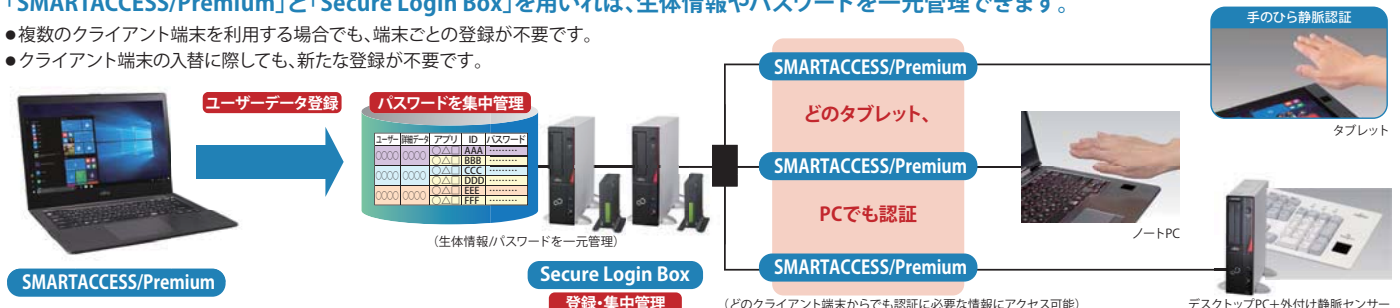 「SMARTACCESS/Premium」と「Secure Login Box」を用いれば、生体情報やパスワードを一元管理できます。
●複数のクライアント端末を利用する場合でも、端末ごとの登録が不要です。
●クライアント端末の入替に際しても、新たな登録が不要です。
ユーザーデータ登録
パスワードを集中管理
ユーザー 詳細データ アプリ ID パスワード
○○○○ ○○○○ ○△□ AAA ········
○△□ BBB ········
○○○○ ○○○○ ○△□ CCC ········
○△□ DDD ········
○○○○ ○○○○ ○△□ EEE ········
○△□ FFF ········
(生体情報/パスワードを一元管理)
SMARTACCESS/Premium
Secure Login Box
登録・集中管理
SMARTACCESS/Premium
どのタブレット、
SMARTACCESS/Premium
PCでも認証
SMARTACCESS/Premium
(どのクライアント端末からでも認証に必要な情報にアクセス可能)
手のひら静脈認証
タブレット
ノートPC
デスクトップPC+外付け静脈センサー